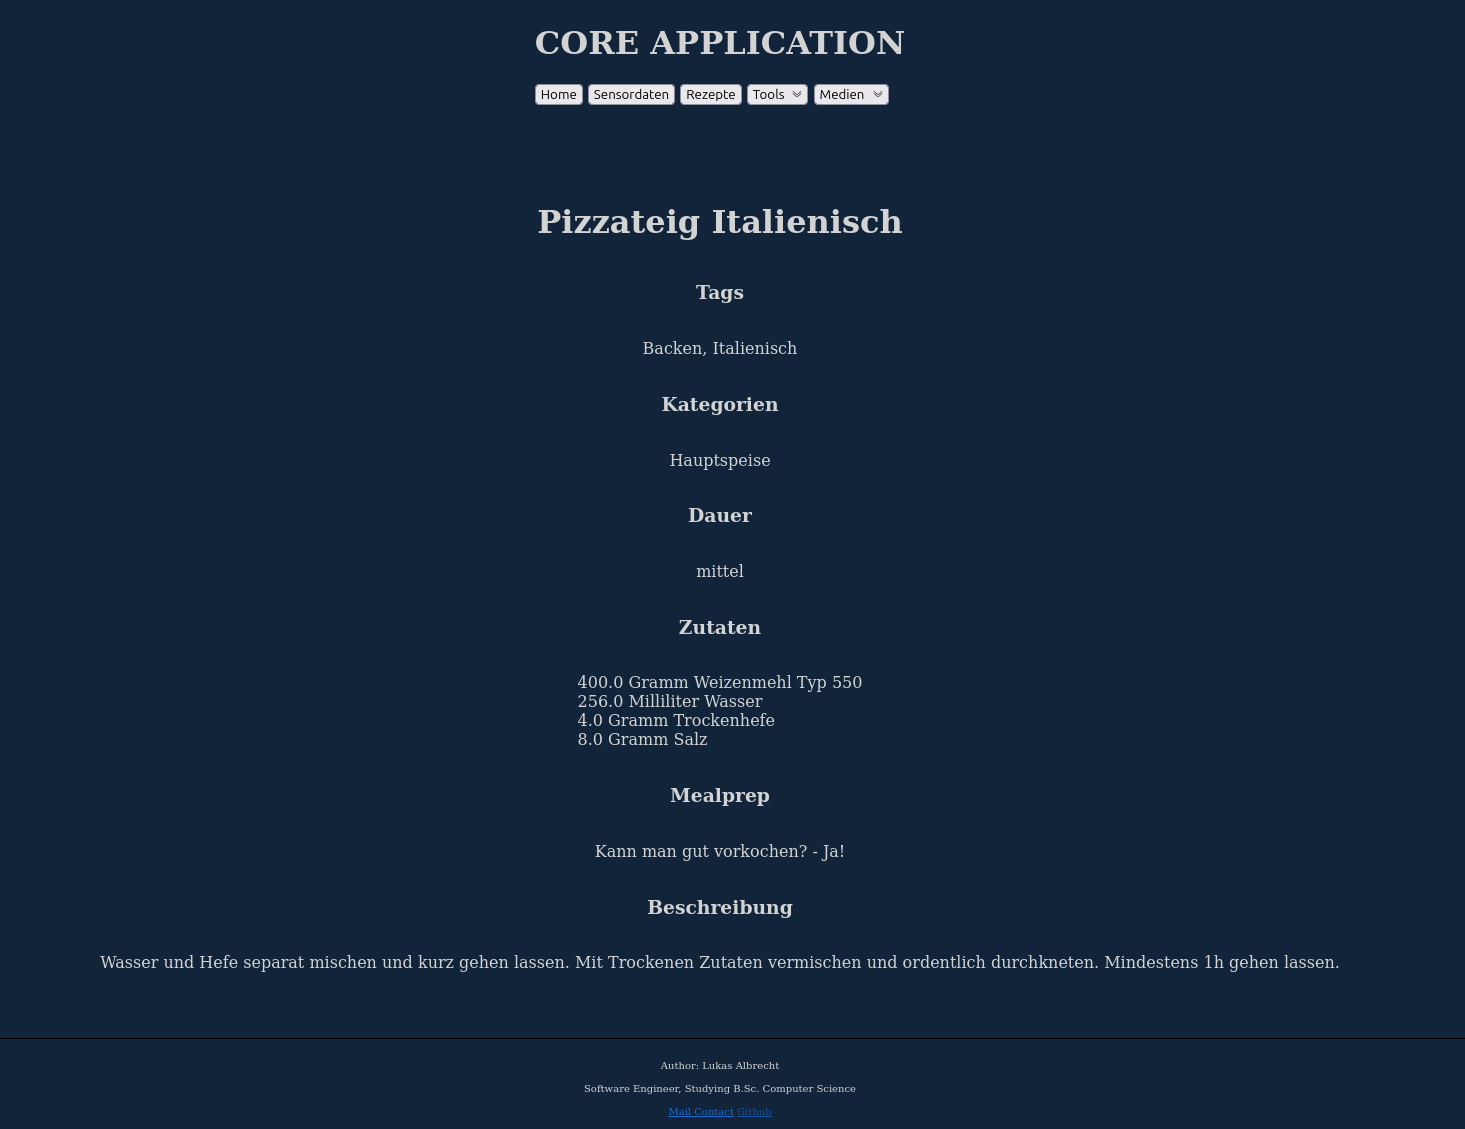 CORE APPLICATION
Home Sensordaten Rezepte Tools Medien
Pizzateig Italienisch
Tags
Backen, Italienisch
Kategorien
Hauptspeise
Dauer
mittel
Zutaten
400.0 Gramm Weizenmehl Typ 550
256.0 Milliliter Wasser
4.0 Gramm Trockenhefe
8.0 Gramm Salz
Mealprep
Kann man gut vorkochen? - Ja!
Beschreibung
Wasser und Hefe separat mischen und kurz gehen lassen. Mit Trockenen Zutaten vermischen und ordentlich durchkneten. Mindestens 1h gehen lassen.
Author: Lukas Albrecht
Software Engineer, Studying B.Sc. Computer Science
Mail Contact Github